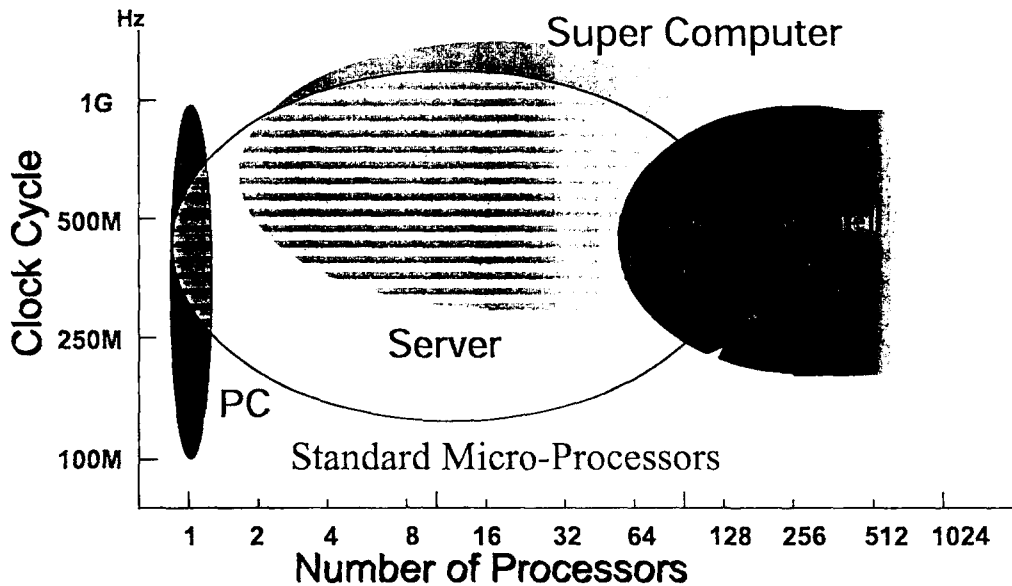 Hz
Super Computer
1G
500M
250M
100M
Clock Cycle
Server
PC
Standard Micro-Processors
1 2 4 8 16 32 64 128 256 512 1024
Number of Processors